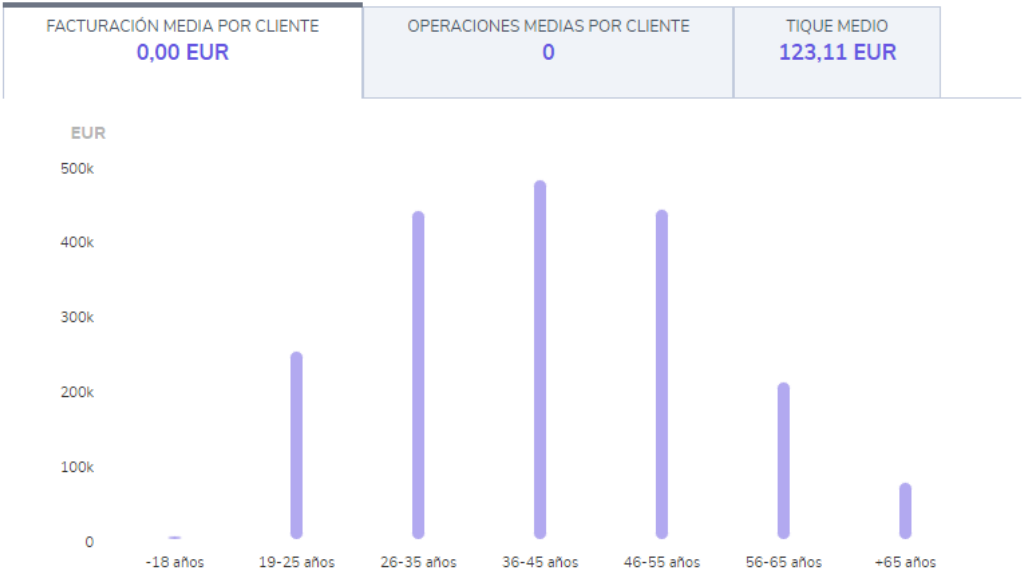 FACTURACIÓN MEDIA POR CLIENTE
0,00 EUR
OPERACIONES MEDIAS POR CLIENTE
0
TIQUE MEDIO
123,11 EUR
EUR
500k
400k
300k
200k
100k
0
-18 años
19-25 años
26-35 años
36-45 años
46-55 años
56-65 años
+65 años